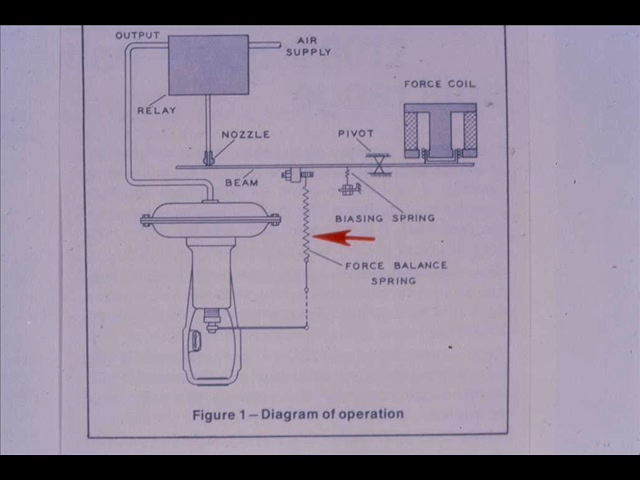 OUTPUT
AIR
SUPPLY
FORCE COIL
RELAY
NOZZLE
PIVOT
BEAM
BIASING SPRING
FORCE BALANCE
SPRING
Figure 1—Diagram of operation